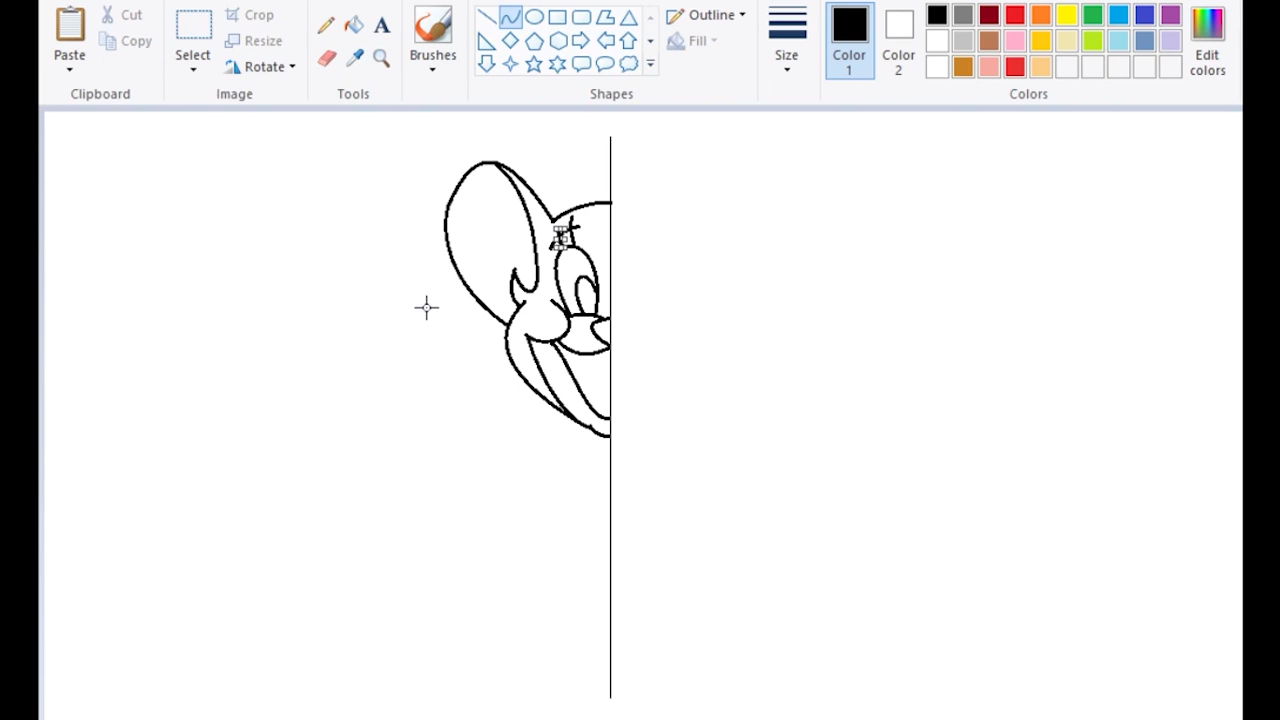 Paste
Cut
Copy
Clipboard
Select
Crop
Resize
Rotate
Image
A
Tools
Brushes
Outline
Fill
Shapes
Size
Color
1
Color
2
Edit
colors
Colors